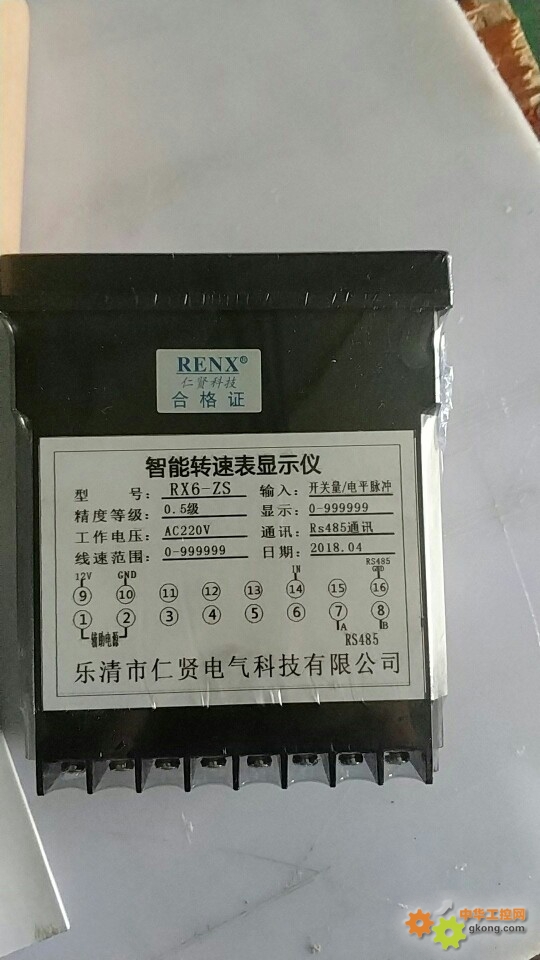 RENX®
仁贤科技
合格证
智能转速表显示仪
型 号: RX6-ZS 输入: 开关量/电平脉冲
精度等级: 0.5级 显示: 0-999999
工作电压: AC220V 通讯: Rs485通讯
线速范围: 0-999999 日期: 2018.04
12V GND IN RS485 GND
⑨ ⑩ ⑪ ⑫ ⑬ ⑭ ⑮ ⑯
① ② ③ ④ ⑤ ⑥ ⑦ ⑧
辅助电源 A B
RS485
乐清市仁贤电气科技有限公司
中华工控网
gkong.com